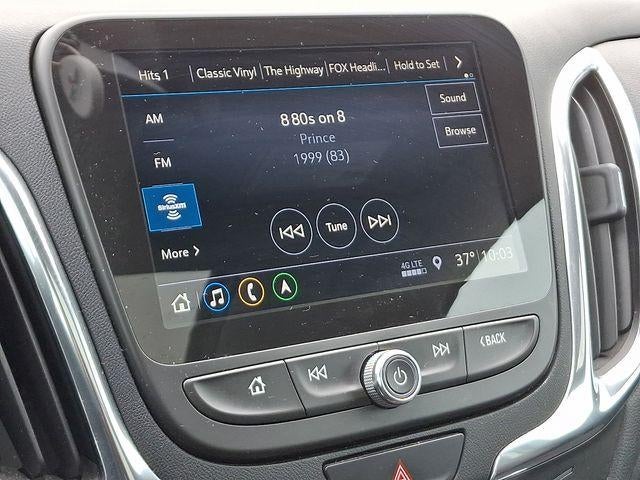 Hits 1 Classic Vinyl The Highway FOX Headli... Hold to Set
AM
8 80s on 8
Sound
Prince
Browse
FM
1999 (83)
SiriusXM
Tune
More
4G LTE
37° 10:03
BACK